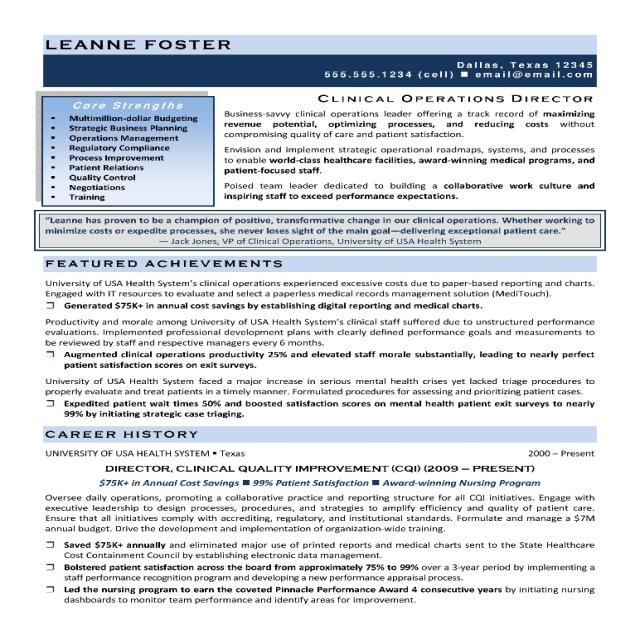 LEANNE FOSTER
Dallas, Texas 12345
555.555.1234 (cell) ■ email@email.com
Core Strengths
▪ Multimillion-dollar Budgeting
▪ Strategic Business Planning
▪ Operations Management
▪ Regulatory Compliance
▪ Process Improvement
▪ Patient Relations
▪ Quality Control
▪ Negotiations
▪ Training
CLINICAL OPERATIONS DIRECTOR
Business-savvy clinical operations leader offering a track record of maximizing
revenue potential, optimizing processes, and reducing costs without
compromising quality of care and patient satisfaction.
Envision and implement strategic operational roadmaps, systems, and processes
to enable world-class healthcare facilities, award-winning medical programs, and
patient-focused staff.
Poised team leader dedicated to building a collaborative work culture and
inspiring staff to exceed performance expectations.
“Leanne has proven to be a champion of positive, transformative change in our clinical operations. Whether working to
minimize costs or expedite processes, she never loses sight of the main goal—delivering exceptional patient care.”
— Jack Jones, VP of Clinical Operations, University of USA Health System
FEATURED ACHIEVEMENTS
University of USA Health System’s clinical operations experienced excessive costs due to paper-based reporting and charts.
Engaged with IT resources to evaluate and select a paperless medical records management solution (MediTouch).
❒ Generated $75K+ in annual cost savings by establishing digital reporting and medical charts.
Productivity and morale among University of USA Health System’s clinical staff suffered due to unstructured performance
evaluations. Implemented professional development plans with clearly defined performance goals and measurements to
be reviewed by staff and respective managers every 6 months.
❒ Augmented clinical operations productivity 25% and elevated staff morale substantially, leading to nearly perfect
patient satisfaction scores on exit surveys.
University of USA Health System faced a major increase in serious mental health crises yet lacked triage procedures to
properly evaluate and treat patients in a timely manner. Formulated procedures for assessing and prioritizing patient cases.
❒ Expedited patient wait times 50% and boosted satisfaction scores on mental health patient exit surveys to nearly
99% by initiating strategic case triaging.
CAREER HISTORY
UNIVERSITY OF USA HEALTH SYSTEM ▪ Texas 2000 – Present
DIRECTOR, CLINICAL QUALITY IMPROVEMENT (CQI) (2009 – PRESENT)
$75K+ in Annual Cost Savings ■ 99% Patient Satisfaction ■ Award-winning Nursing Program
Oversee daily operations, promoting a collaborative practice and reporting structure for all CQI initiatives. Engage with
executive leadership to design processes, procedures, and strategies to amplify efficiency and quality of patient care.
Ensure that all initiatives comply with accrediting, regulatory, and institutional standards. Formulate and manage a $7M
annual budget. Drive the development and implementation of organization-wide training.
❒ Saved $75K+ annually and eliminated major use of printed reports and medical charts sent to the State Healthcare
Cost Containment Council by establishing electronic data management.
❒ Bolstered patient satisfaction across the board from approximately 75% to 99% over a 3-year period by implementing a
staff performance recognition program and developing a new performance appraisal process.
❒ Led the nursing program to earn the coveted Pinnacle Performance Award 4 consecutive years by initiating nursing
dashboards to monitor team performance and identify areas for improvement.